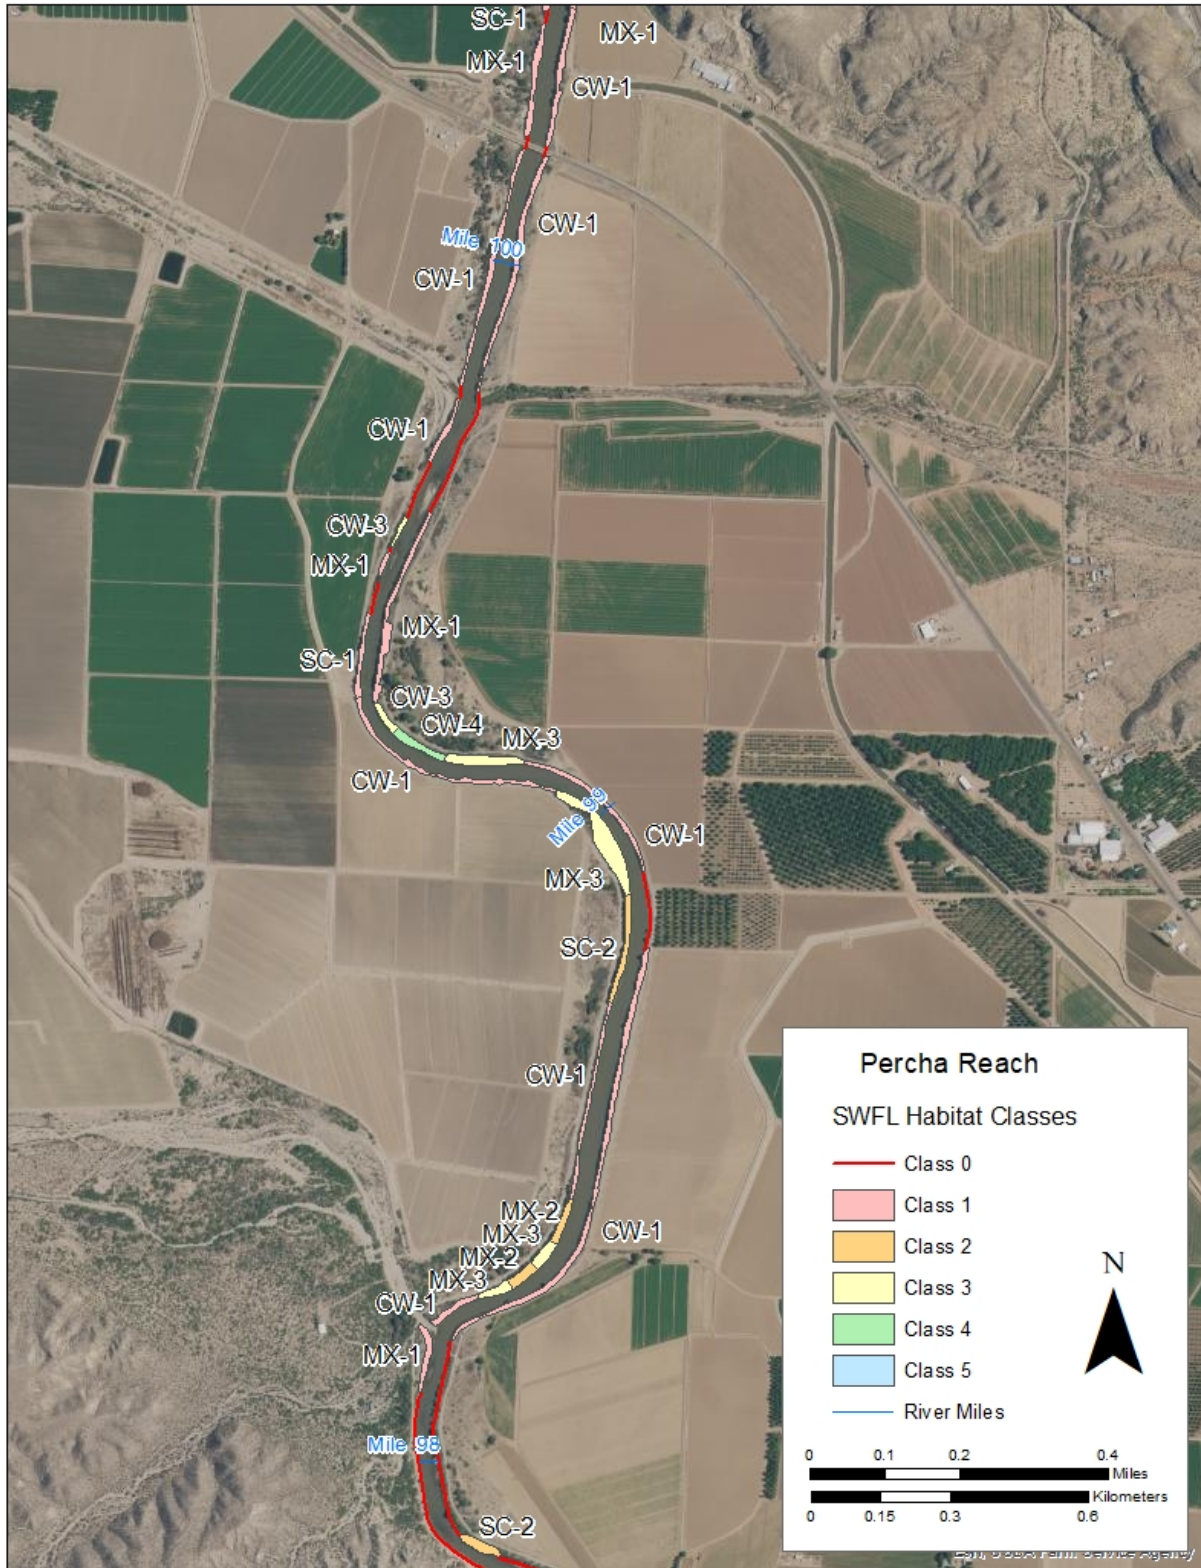 SC-1
MX-1
MX-1
CW-1
CW-1
Mile 100
CW-1
CW-1
CW-3
MX-1
MX-1
SC-1
CW-3
CW-4
MX-3
CW-1
Mile 99
CW-1
MX-3
SC-2
CW-1
MX-2
MX-3
CW-1
MX-2
MX-3
CW-1
MX-1
Mile 98
SC-2
Percha Reach
SWFL Habitat Classes
Class 0
Class 1
Class 2
Class 3
Class 4
Class 5
River Miles
N
0 0.1 0.2 0.4
Miles
Kilometers
0 0.15 0.3 0.6